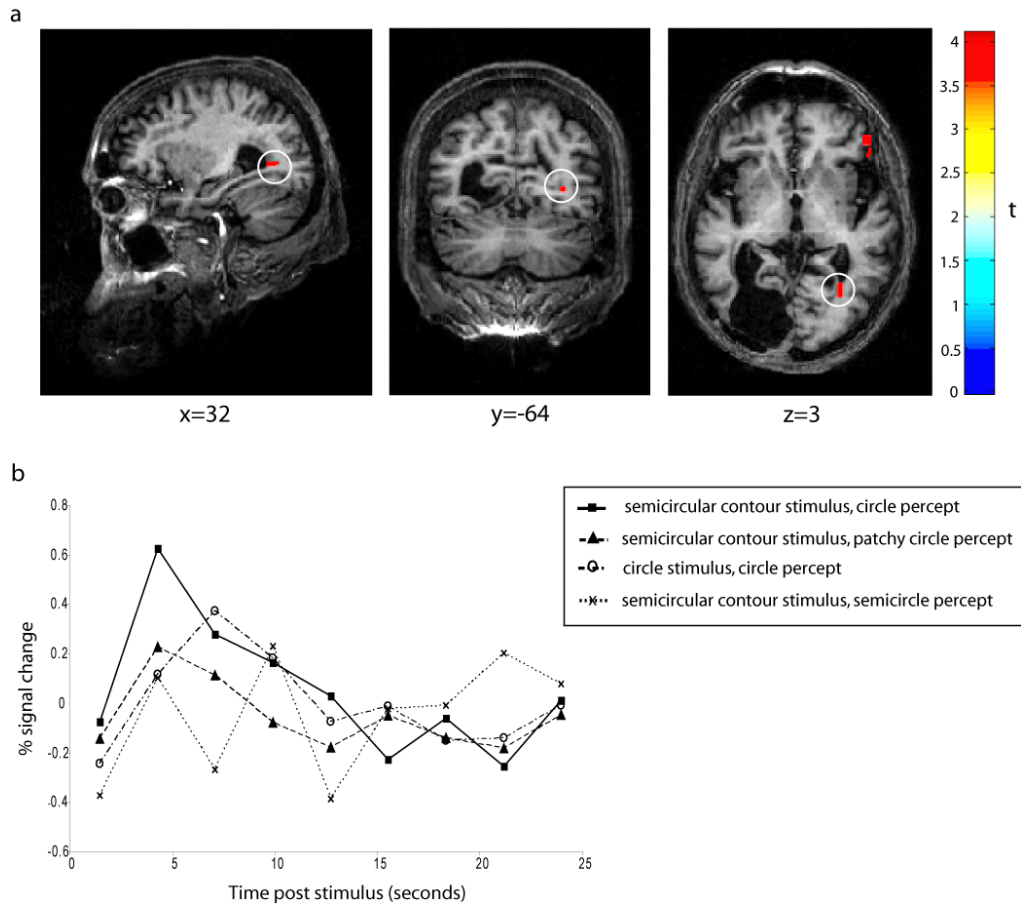 a
4
3.5
3
2.5
2
1.5
1
0.5
0
t
x=32
y=-64
z=3
b
0.8
0.6
0.4
0.2
0
-0.2
-0.4
-0.6
% signal change
0
5
10
15
20
25
Time post stimulus (seconds)
semicircular contour stimulus, circle percept
semicircular contour stimulus, patchy circle percept
circle stimulus, circle percept
semicircular contour stimulus, semicircle percept